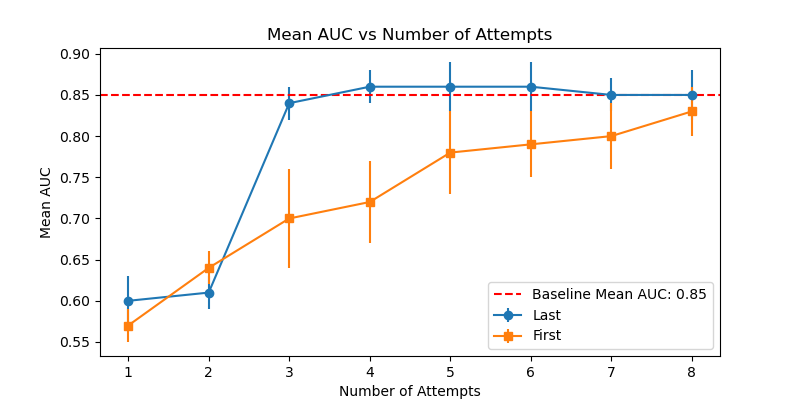 Mean AUC vs Number of Attempts
0.90
0.85
0.80
0.75
0.70
0.65
0.60
0.55
Mean AUC
1 2 3 4 5 6 7 8
Number of Attempts
Baseline Mean AUC: 0.85
Last
First